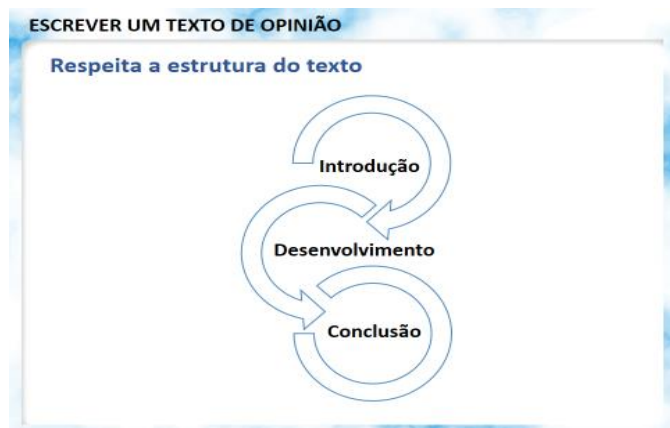 ESCREVER UM TEXTO DE OPINIÃO
Respeita a estrutura do texto
Introdução
Desenvolvimento
Conclusão